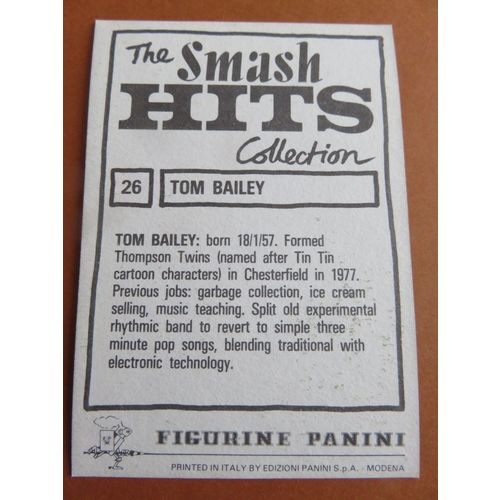 The Smash
HITS
Collection
26 TOM BAILEY
TOM BAILEY: born 18/1/57. Formed
Thompson Twins (named after Tin Tin
cartoon characters) in Chesterfield in 1977.
Previous jobs: garbage collection, ice cream
selling, music teaching. Split old experimental
rhythmic band to revert to simple three
minute pop songs, blending traditional with
electronic technology.
FIGURINE PANINI
PRINTED IN ITALY BY EDIZIONI PANINI S.p.A. - MODENA